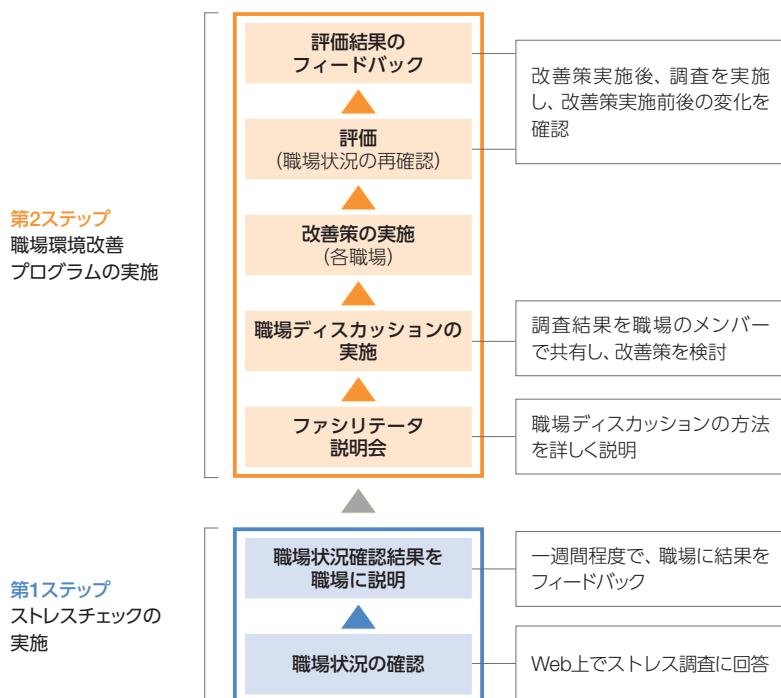 評価結果の
フィードバック
改善策実施後、調査を実施
し、改善策実施前後の変化を
確認
評価
(職場状況の再確認)
第2ステップ
職場環境改善
プログラムの実施
改善策の実施
(各職場)
職場ディスカッションの
実施
調査結果を職場のメンバー
で共有し、改善策を検討
ファシリテータ
説明会
職場ディスカッションの方法
を詳しく説明
第1ステップ
ストレスチェックの
実施
職場状況確認結果を
職場に説明
一週間程度で、職場に結果を
フィードバック
職場状況の確認
Web上でストレス調査に回答